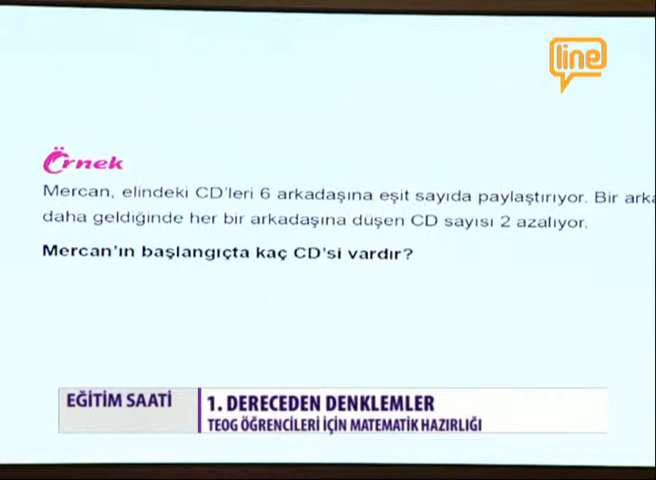 line
Örnek
Mercan, elindeki CD'leri 6 arkadaşına eşit sayıda paylaştırıyor. Bir
daha geldiğinde her bir arkadaşına düşen CD sayısı 2 azalıyor.
Mercan'ın başlangıçta kaç CD'si vardır?
EĞİTİM SAATİ
1. DERECEDEN DENKLEMLER
TEOG ÖĞRENCİLERİ İÇİN MATEMATİK HAZIRLIĞI